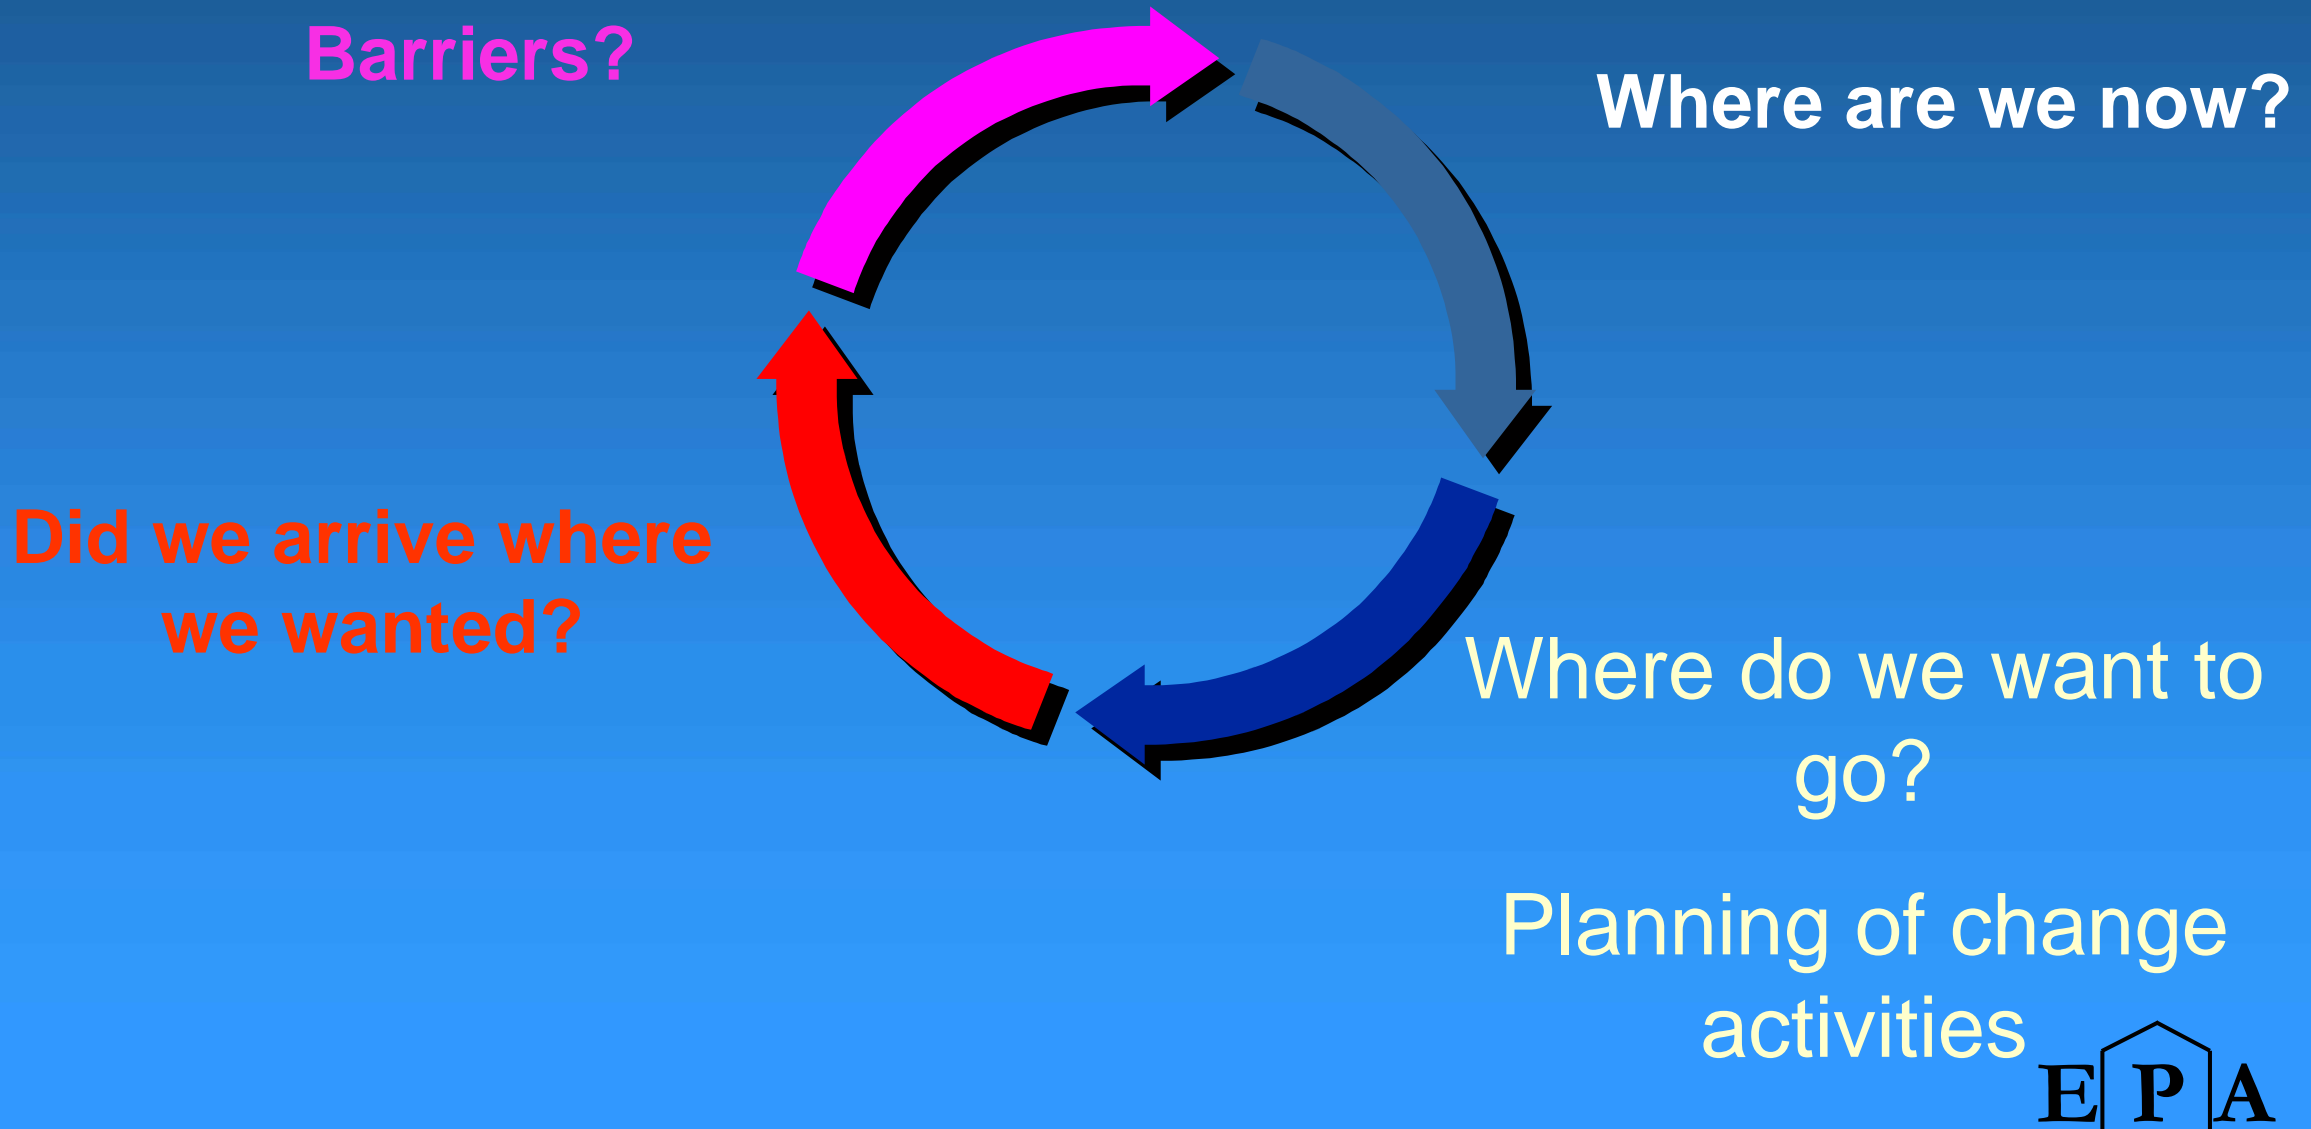 Barriers?
Where are we now?
Did we arrive where
we wanted?
Where do we want to
go?
Planning of change
activities
E P A